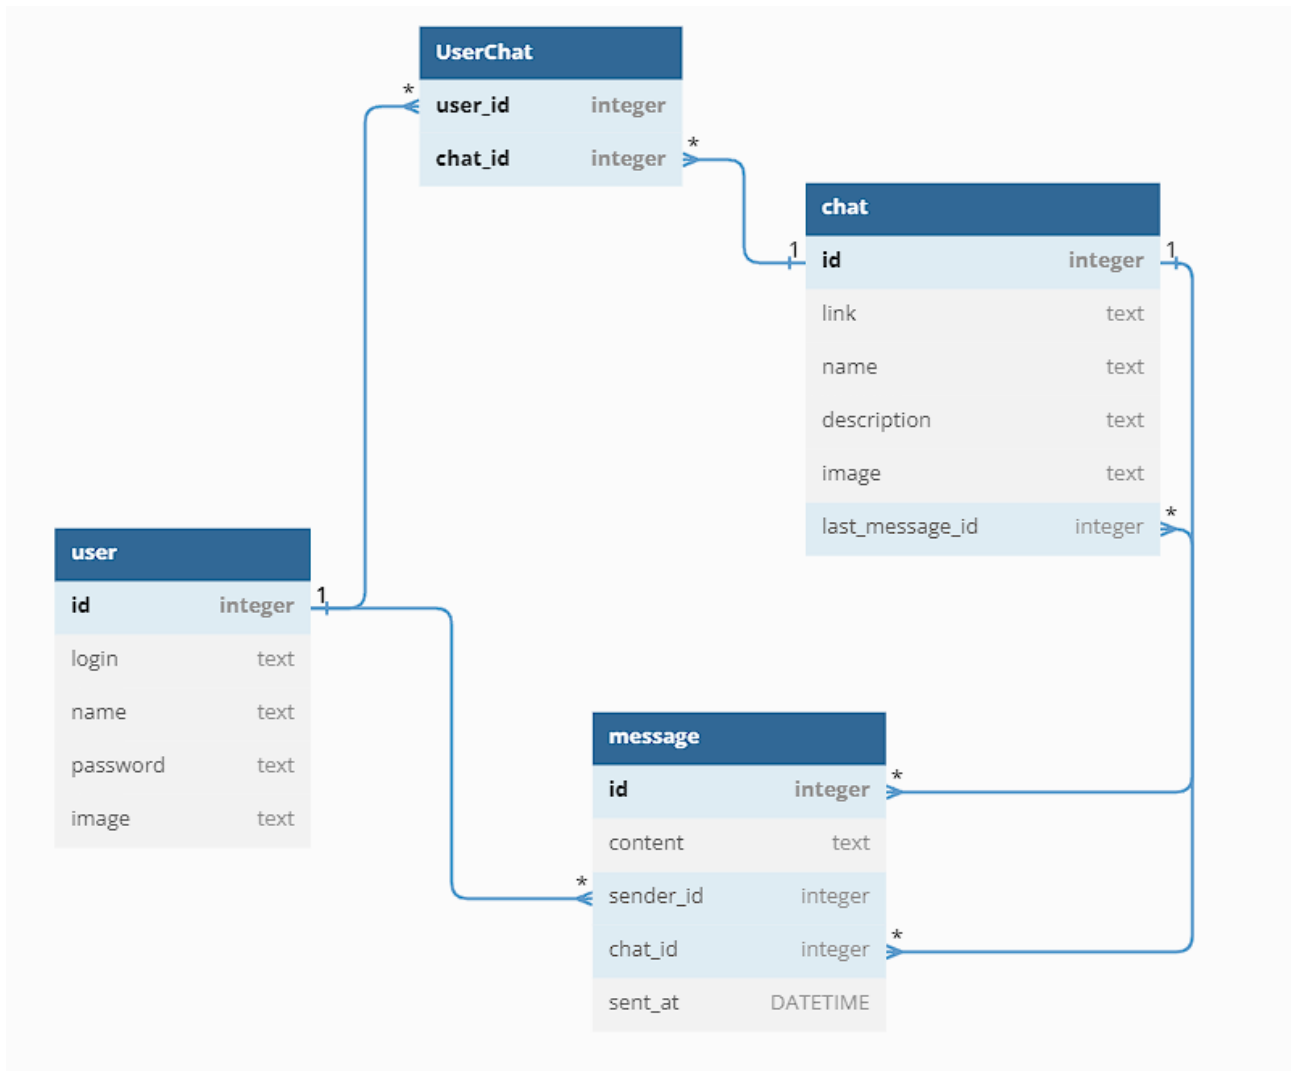 UserChat
* user_id integer
chat_id integer *
chat
1 id integer 1
link text
name text
description text
image text
last_message_id integer *
user
id integer 1
login text
name text
password text
image text
message
id integer *
content text
* sender_id integer
chat_id integer *
sent_at DATETIME